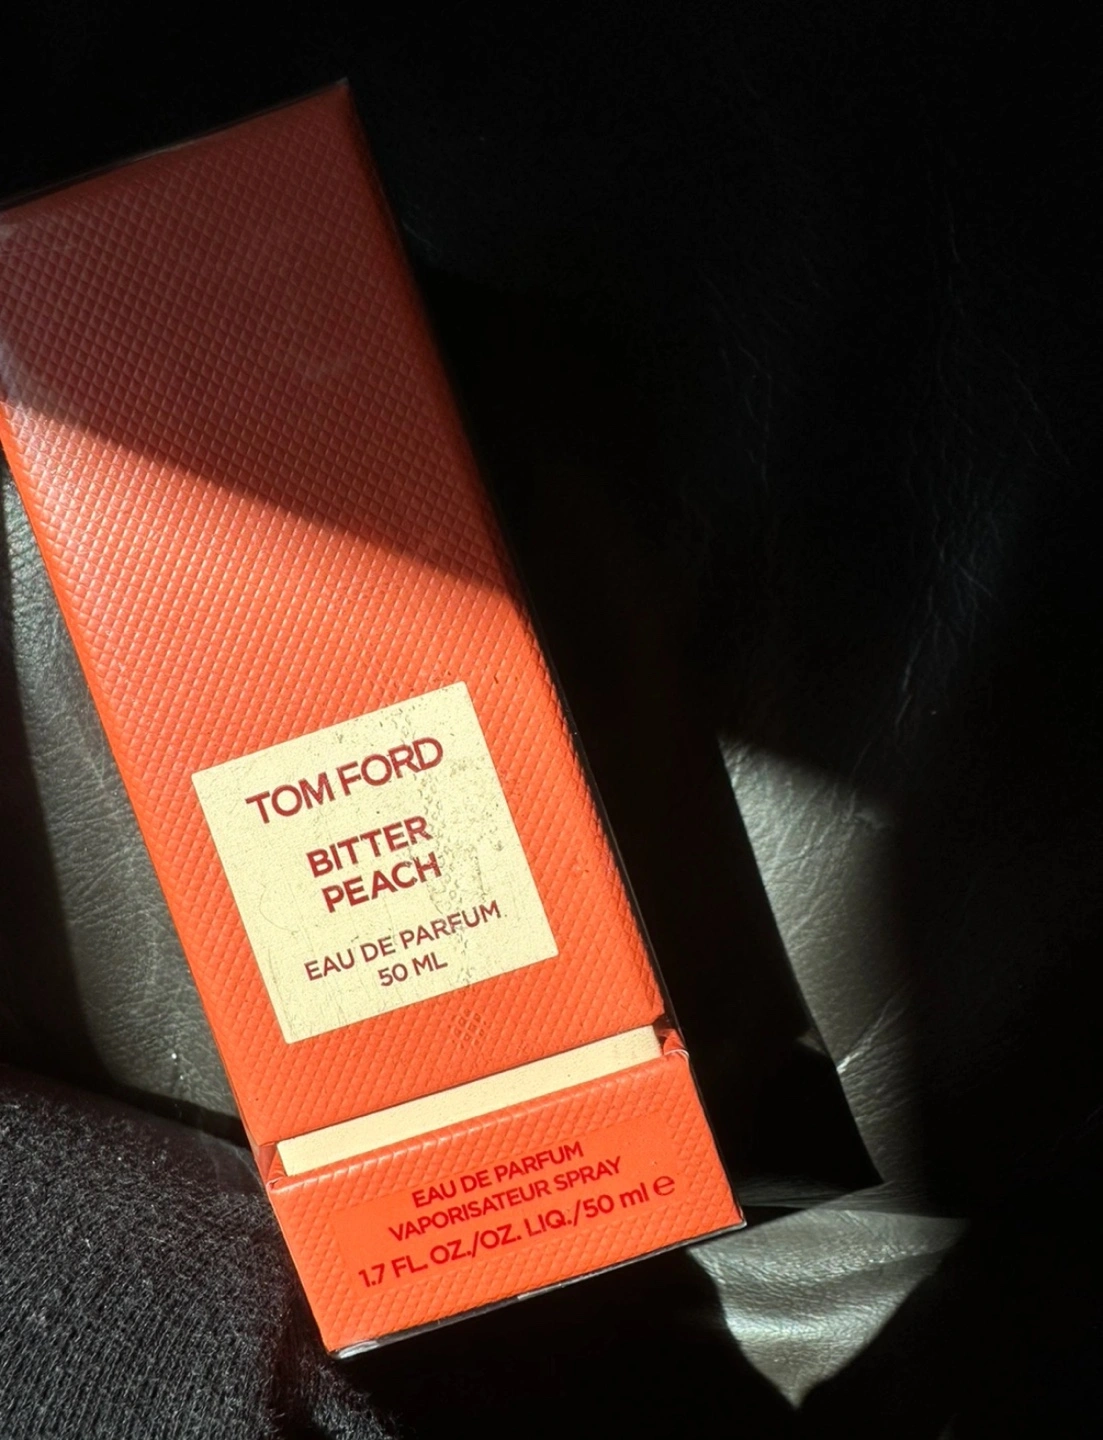 TOM FORD
BITTER
PEACH
EAU DE PARFUM
50 ML
EAU DE PARFUM
VAPORISATEUR SPRAY
1.7 FL. OZ./OZ. LIQ./50 ml ℮